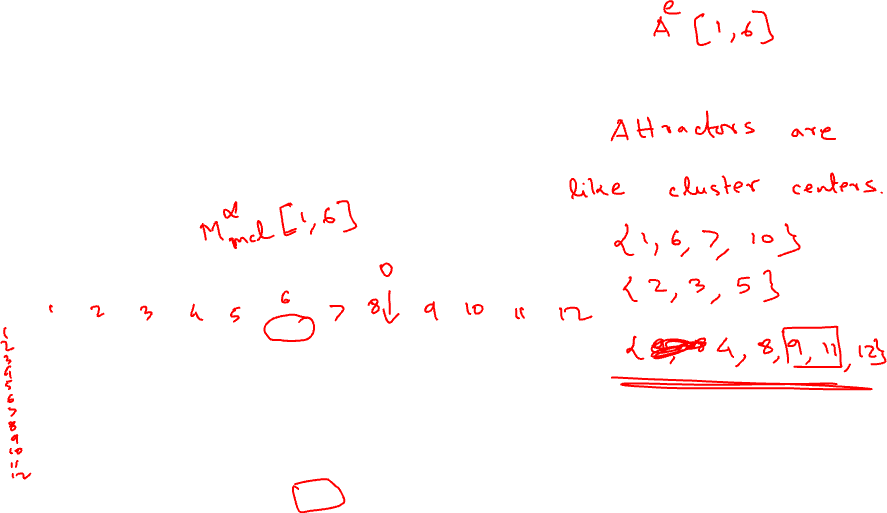 A^e [1,6]
Attractors are
like cluster centers.
M^α_mcl [1,6]
{1, 6, 7, 10}
{2, 3, 5}
0
1 2 3 4 5 6 7 8↓ 9 10 11 12
{ 4, 8, 9, 11, 12}
1
2
3
4
5
6
7
8
9
10
11
12